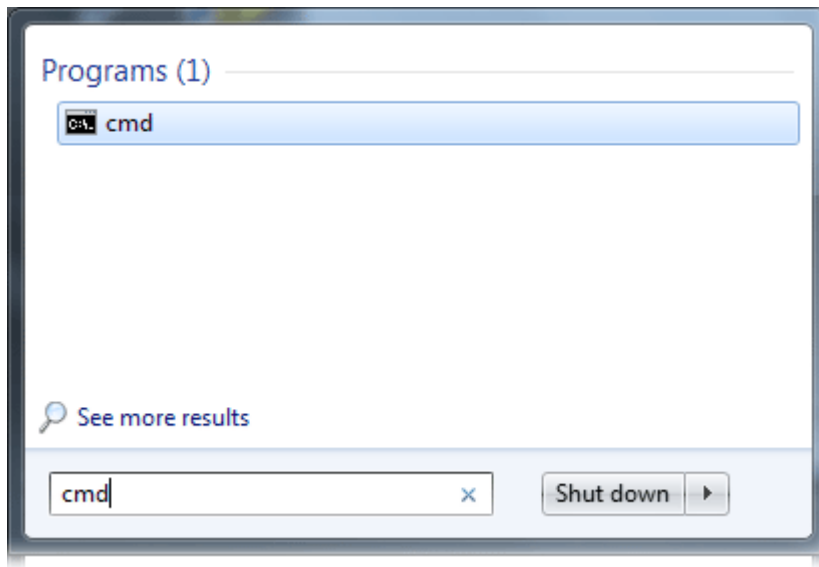 Programs (1)
C:\. cmd
See more results
cmd
Shut down